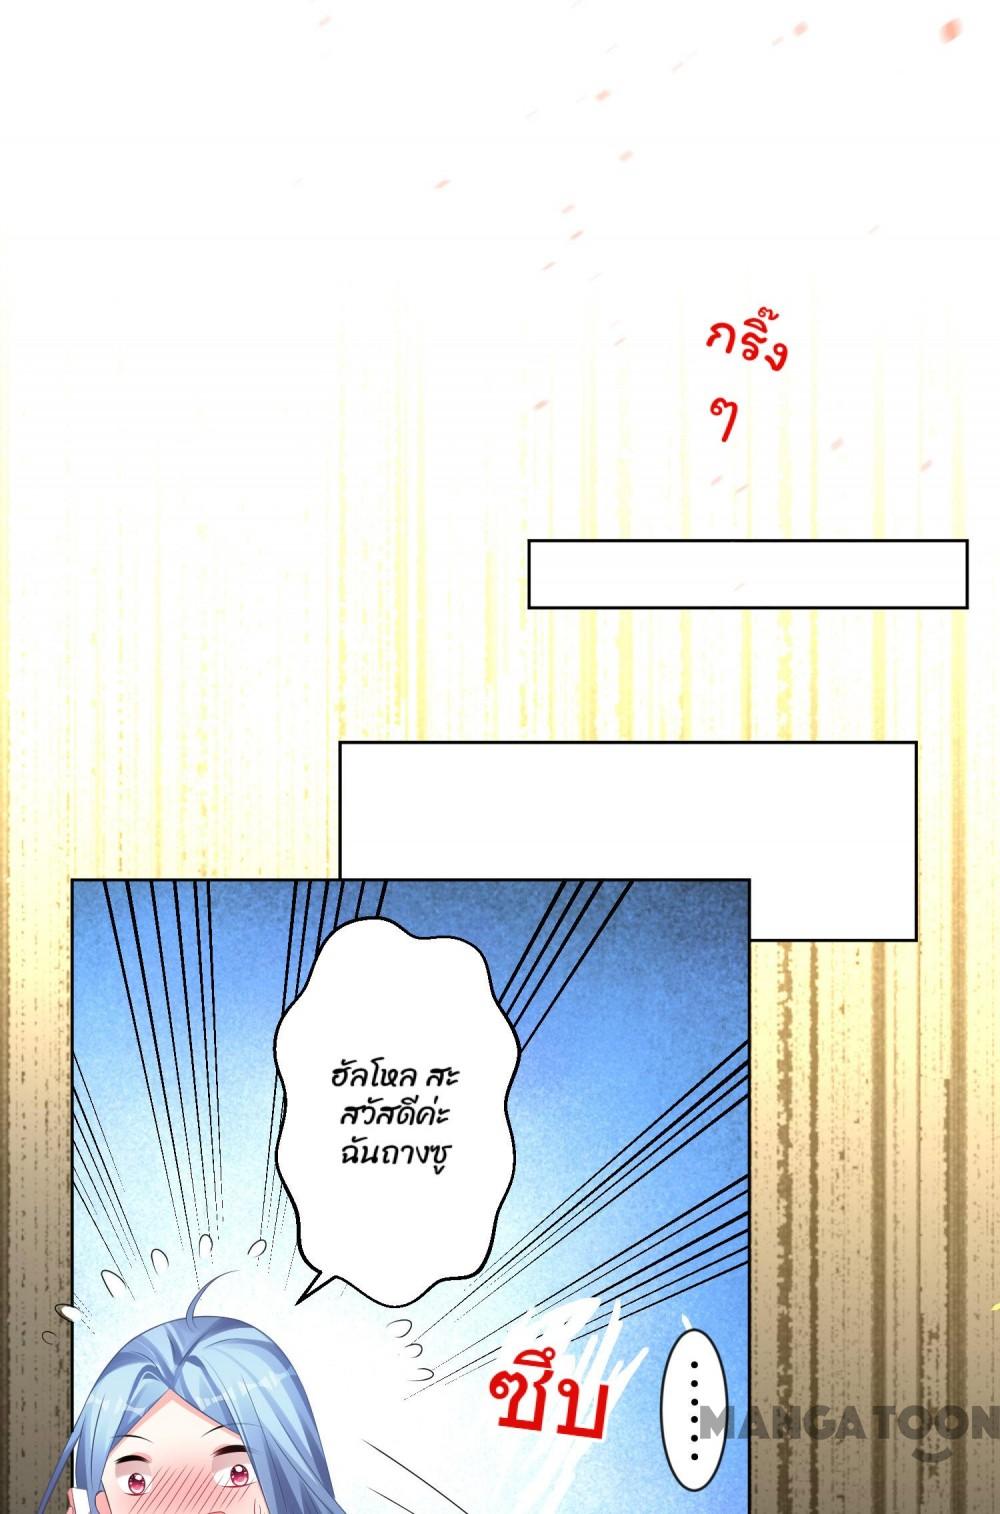 MANGATOON
กริ๊ง
ๆ
ฮัลโหล สะ
สวัสดีค่ะ
ฉันถางซู
ซึบ
......
MANGATOON